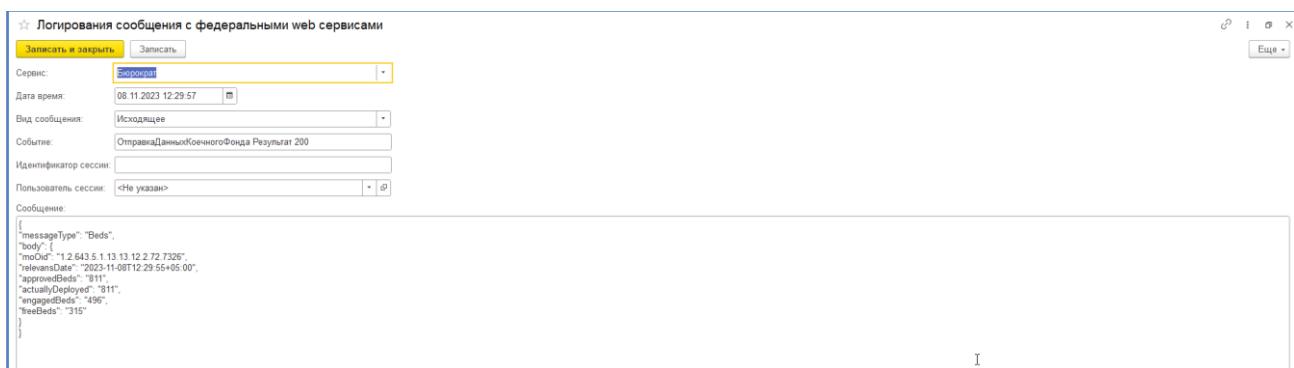 Логирования сообщения с федеральными web сервисами
Записать и закрыть Записать Еще
Сервис: Бюрократ
Дата время: 08.11.2023 12:29:57
Вид сообщения: Исходящее
Событие: ОтправкаДанныхКоечногоФонда Результат 200
Идентификатор сессии:
Пользователь сессии: <Не указан>
Сообщение:
{
"messageType": "Beds",
"body": {
"moOid": "1.2.643.5.1.13.13.12.2.72.7326",
"relevansDate": "2023-11-08T12:29:55+05:00",
"approvedBeds": "811",
"actuallyDeployed": "811",
"engagedBeds": "496",
"freeBeds": "315"
}
}